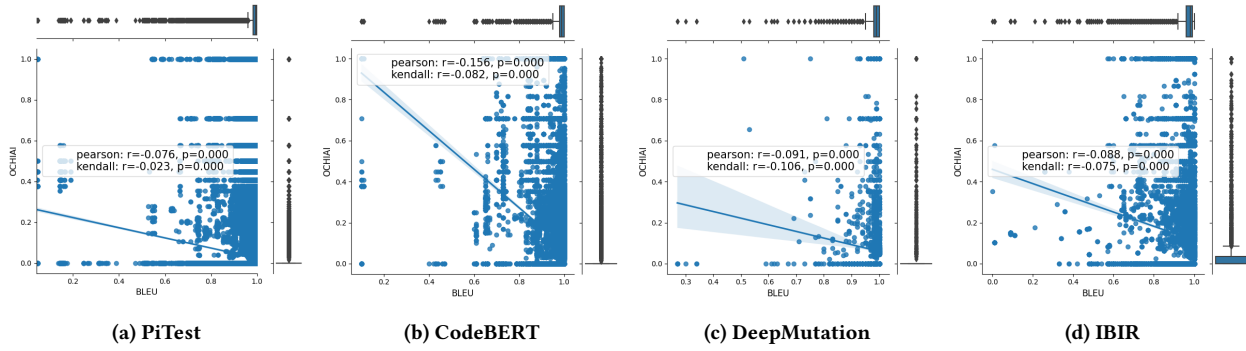 OCHIAI
1.0
0.8
0.6
0.4
0.2
0.0
pearson: r=-0.076, p=0.000
kendall: r=-0.023, p=0.000
0.2
0.4
0.6
0.8
1.0
BLEU
(a) PiTest
OCHIAI
1.0
0.8
0.6
0.4
0.2
0.0
pearson: r=-0.156, p=0.000
kendall: r=-0.082, p=0.000
0.2
0.4
0.6
0.8
1.0
BLEU
(b) CodeBERT
OCHIAI
1.0
0.8
0.6
0.4
0.2
0.0
pearson: r=-0.091, p=0.000
kendall: r=-0.106, p=0.000
0.3
0.4
0.5
0.6
0.7
0.8
0.9
1.0
BLEU
(c) DeepMutation
OCHIAI
1.0
0.8
0.6
0.4
0.2
0.0
pearson: r=-0.088, p=0.000
kendall: r=-0.075, p=0.000
0.0
0.2
0.4
0.6
0.8
1.0
BLEU
(d) IBIR